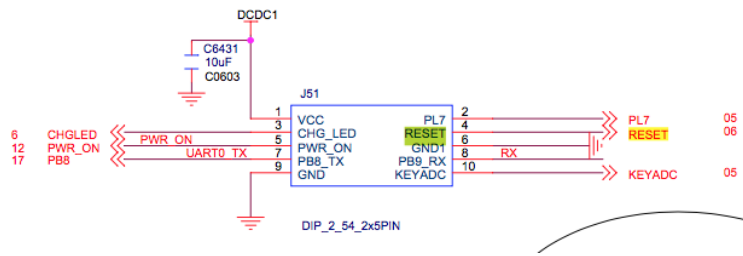 DCDC1
C6431
10uF
C0603
J51
1 VCC PL7 2 PL7 05
6 CHGLED 3 CHG_LED RESET 4 RESET 06
12 PWR_ON PWR_ON 5 PWR_ON GND1 6
17 PB8 UART0_TX 7 PB8_TX PB9_RX 8 RX
9 GND KEYADC 10 KEYADC 05
DIP_2_54_2x5PIN